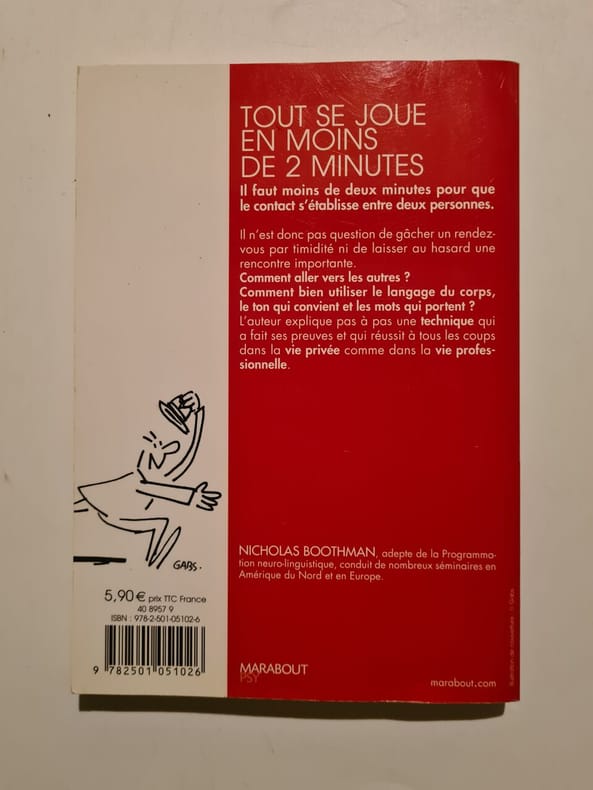 TOUT SE JOUE
EN MOINS
DE 2 MINUTES
Il faut moins de deux minutes pour que
le contact s'établisse entre deux personnes.
Il n'est donc pas question de gâcher un rendez-
vous par timidité ni de laisser au hasard une
rencontre importante.
Comment aller vers les autres ?
Comment bien utiliser le langage du corps,
le ton qui convient et les mots qui portent ?
L'auteur explique pas à pas une technique qui
a fait ses preuves et qui réussit à tous les coups
dans la vie privée comme dans la vie profes-
sionnelle.
GABS.
NICHOLAS BOOTHMAN, adepte de la Programma-
tion neuro-linguistique, conduit de nombreux séminaires en
Amérique du Nord et en Europe.
5,90 € prix TTC France
40 8957 9
ISBN : 978-2-501-05102-6
9 782501 051026
MARABOUT
PSY
marabout.com
Illustration de couverture : © Gabs